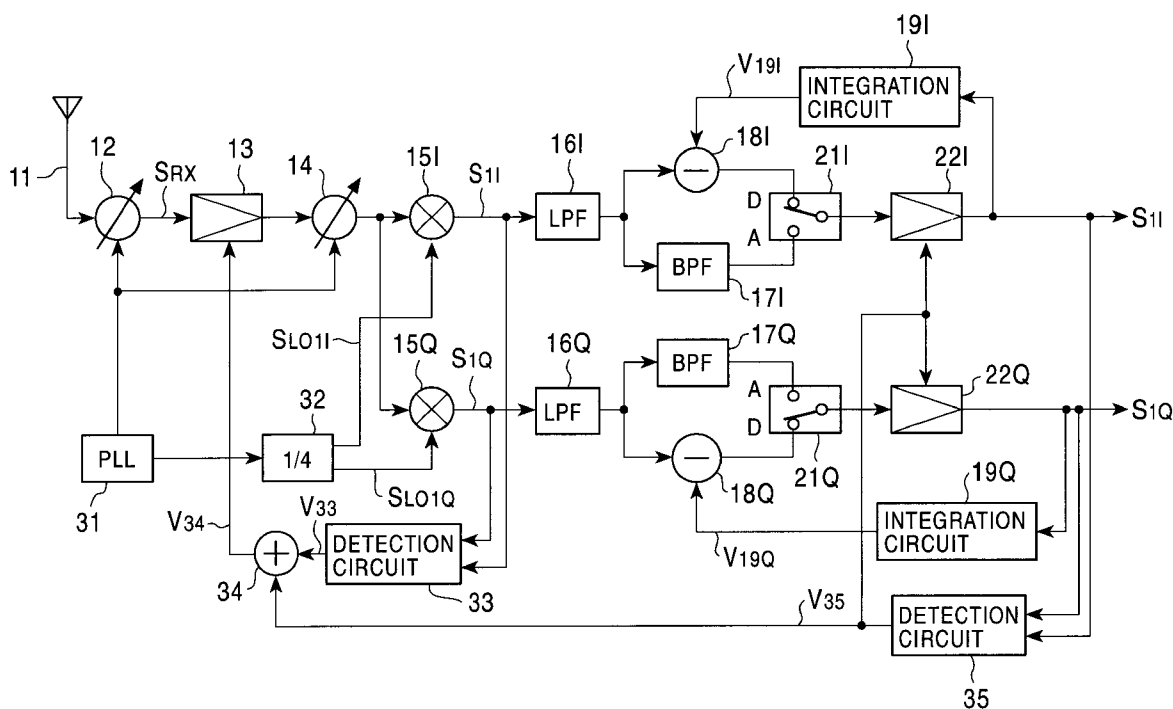 19I
V19I
INTEGRATION
CIRCUIT
11
12
SRX
13
14
15I
S1I
16I
LPF
18I
D
A
21I
22I
S1I
BPF
17I
SLO1I
15Q
S1Q
16Q
LPF
17Q
BPF
A
D
21Q
22Q
S1Q
18Q
PLL
31
32
1/4
SLO1Q
V34
V33
34
DETECTION
CIRCUIT
33
V19Q
19Q
INTEGRATION
CIRCUIT
V35
DETECTION
CIRCUIT
35